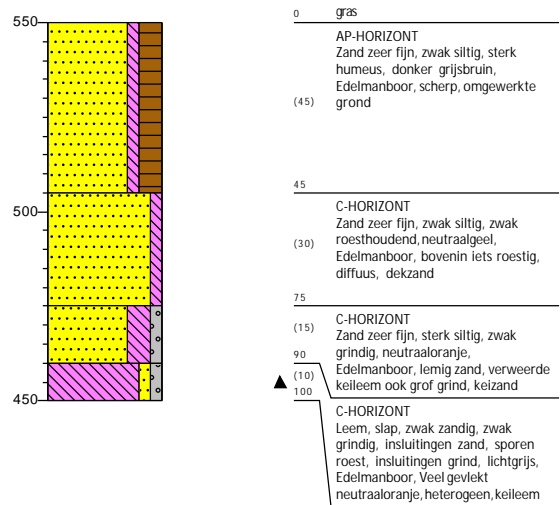 550
500
450
0 gras
AP-HORIZONT
Zand zeer fijn, zwak siltig, sterk
humeus, donker grijsbruin,
Edelmanboor, scherp, omgewerkte
(45)
grond
45
C-HORIZONT
Zand zeer fijn, zwak siltig, zwak
roesthoudend, neutraalgeel,
(30)
Edelmanboor, bovenin iets roestig,
diffuus, dekzand
75
C-HORIZONT
(15)
Zand zeer fijn, sterk siltig, zwak
grindig, neutraaloranje,
90
Edelmanboor, lemig zand, verweerde
(10)
keileem ook grof grind, keizand
100
C-HORIZONT
Leem, slap, zwak zandig, zwak
grindig, insluitingen zand, sporen
roest, insluitingen grind, lichtgrijs,
Edelmanboor, Veel gevlekt
neutraaloranje, heterogeen, keileem